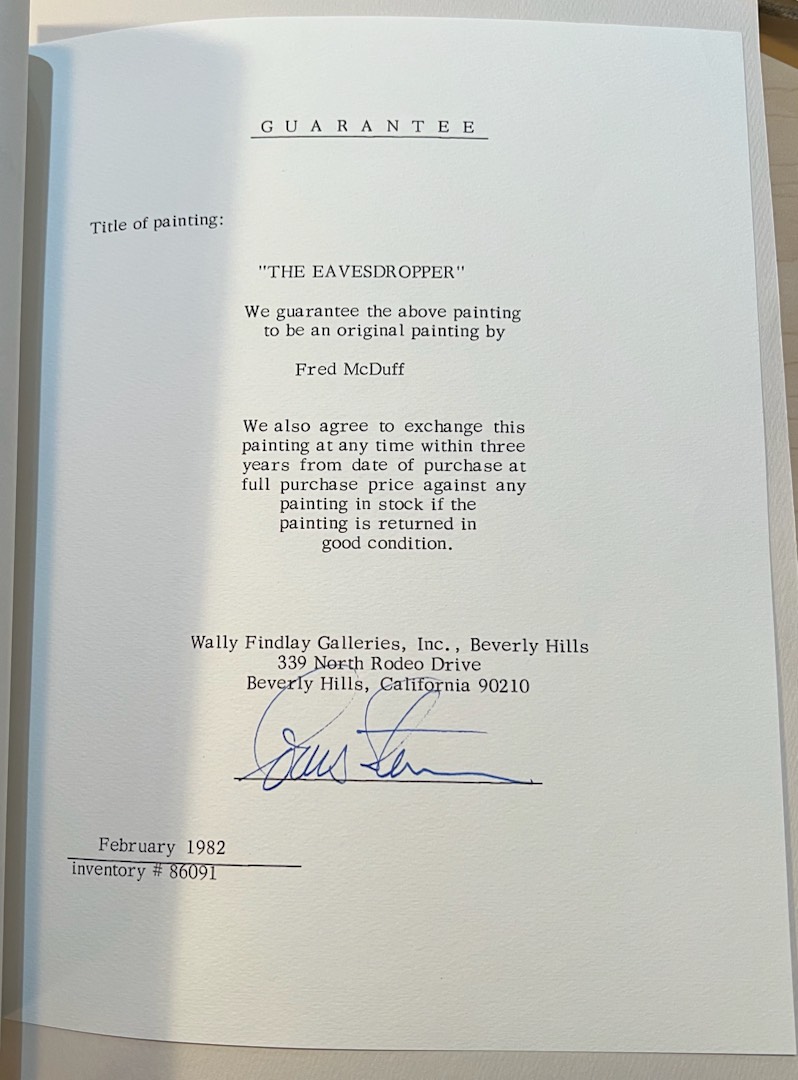 G U A R A N T E E
Title of painting:
"THE EAVESDROPPER"
We guarantee the above painting
to be an original painting by
Fred McDuff
We also agree to exchange this
painting at any time within three
years from date of purchase at
full purchase price against any
painting in stock if the
painting is returned in
good condition.
Wally Findlay Galleries, Inc., Beverly Hills
339 North Rodeo Drive
Beverly Hills, California 90210
February 1982
inventory # 86091